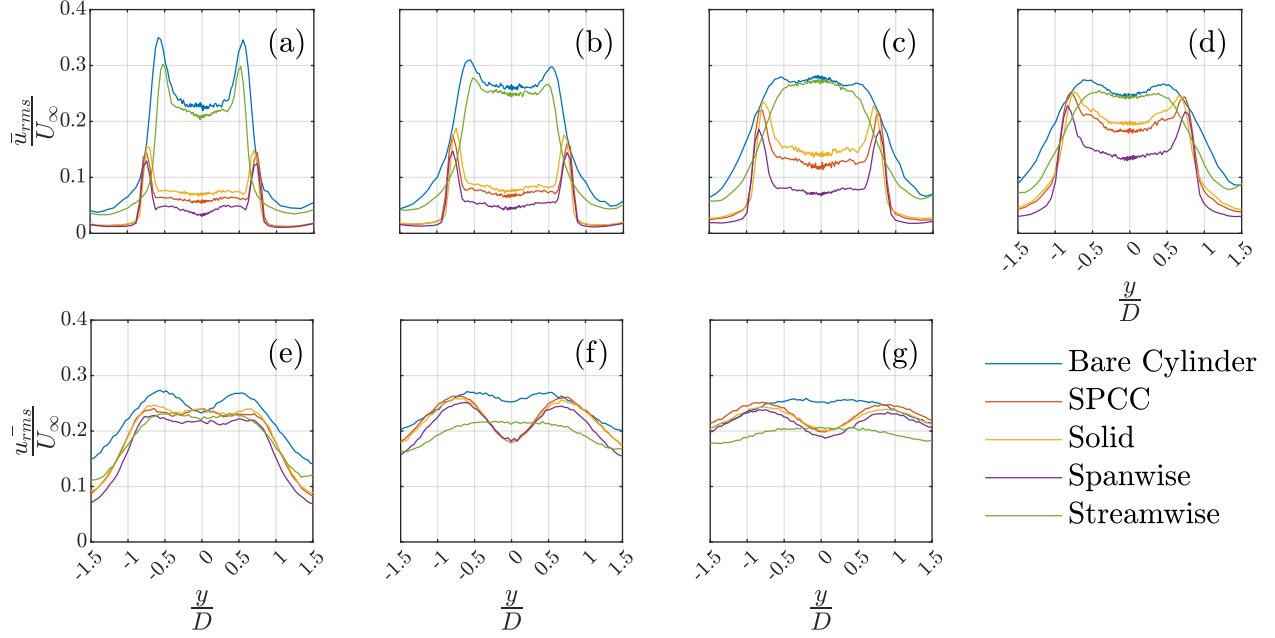 0.4
0.3
0.2
0.1
0
ū_rms
U∞
(a)
(b)
(c)
(d)
-1.5 -1 -0.5 0 0.5 1 1.5
y
D
0.4
0.3
0.2
0.1
0
ū_rms
U∞
(e)
(f)
(g)
-1.5 -1 -0.5 0 0.5 1 1.5
-1.5 -1 -0.5 0 0.5 1 1.5
-1.5 -1 -0.5 0 0.5 1 1.5
y
D
y
D
y
D
Bare Cylinder
SPCC
Solid
Spanwise
Streamwise